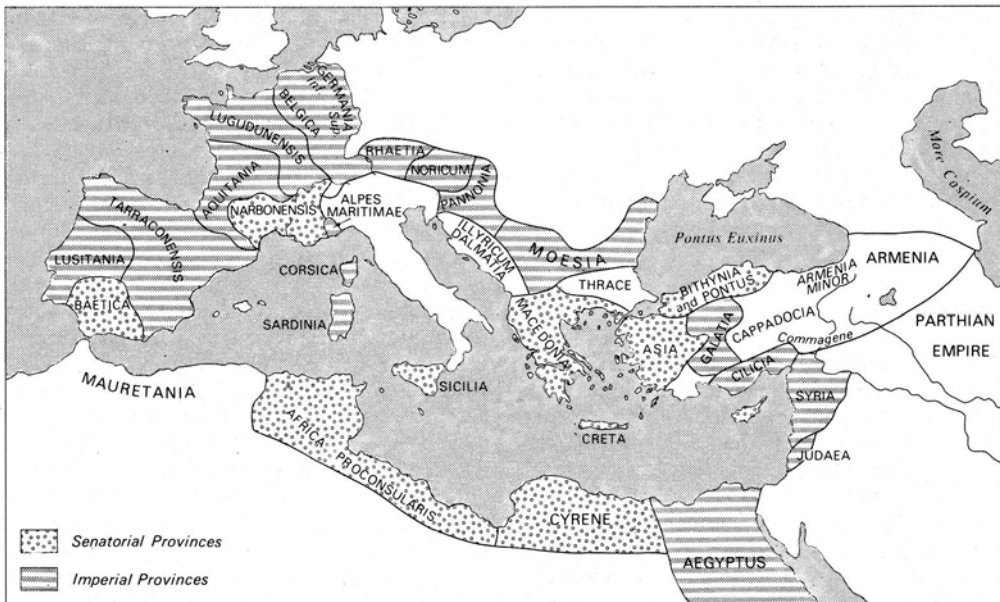 GERMANIA
Inf
Sup
BELGICA
LUGUDUNENSIS
AQUITANIA
NARBONENSIS
ALPES
MARITIMAE
RHAETIA
NORICUM
PANNONIA
ILLYRICUM
DALMATIA
MOESIA
THRACE
MACEDONIA
TARRACONENSIS
LUSITANIA
BAETICA
CORSICA
SARDINIA
SICILIA
CRETA
Pontus Euxinus
Mare Caspium
BITHYNIA
and PONTUS
ASIA
GALATIA
CAPPADOCIA
ARMENIA
MINOR
ARMENIA
Commagene
CILICIA
SYRIA
JUDAEA
PARTHIAN
EMPIRE
MAURETANIA
AFRICA
PROCONSULARIS
CYRENE
AEGYPTUS
Senatorial Provinces
Imperial Provinces